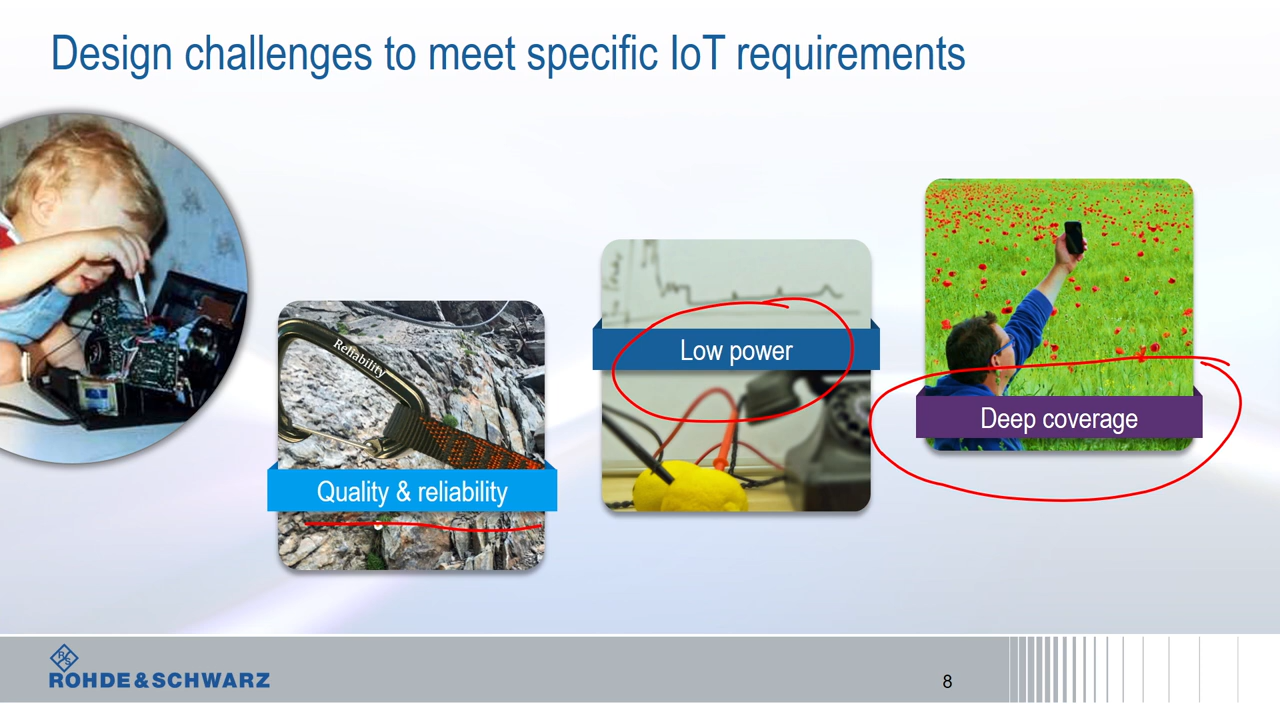 Design challenges to meet specific IoT requirements
Reliability
Quality & reliability
Low power
Deep coverage
R S
ROHDE & SCHWARZ
8